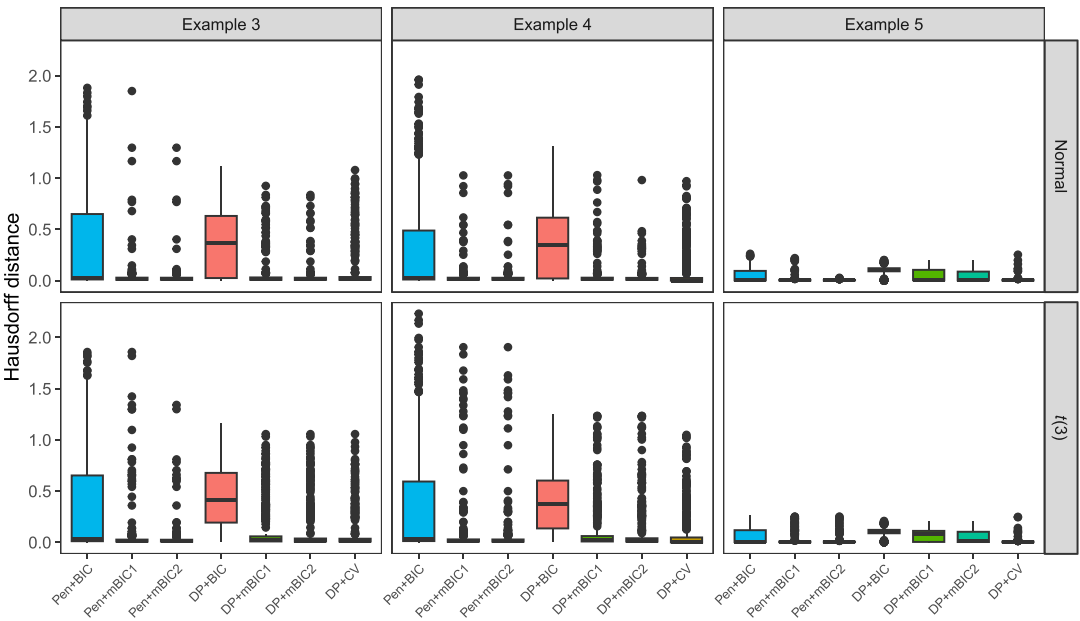 Example 3
Example 4
Example 5
Hausdorff distance
2.0
1.5
1.0
0.5
0.0
Normal
2.0
1.5
1.0
0.5
0.0
t(3)
Pen+BIC
Pen+mBIC1
Pen+mBIC2
DP+BIC
DP+mBIC1
DP+mBIC2
DP+CV
Pen+BIC
Pen+mBIC1
Pen+mBIC2
DP+BIC
DP+mBIC1
DP+mBIC2
DP+CV
Pen+BIC
Pen+mBIC1
Pen+mBIC2
DP+BIC
DP+mBIC1
DP+mBIC2
DP+CV